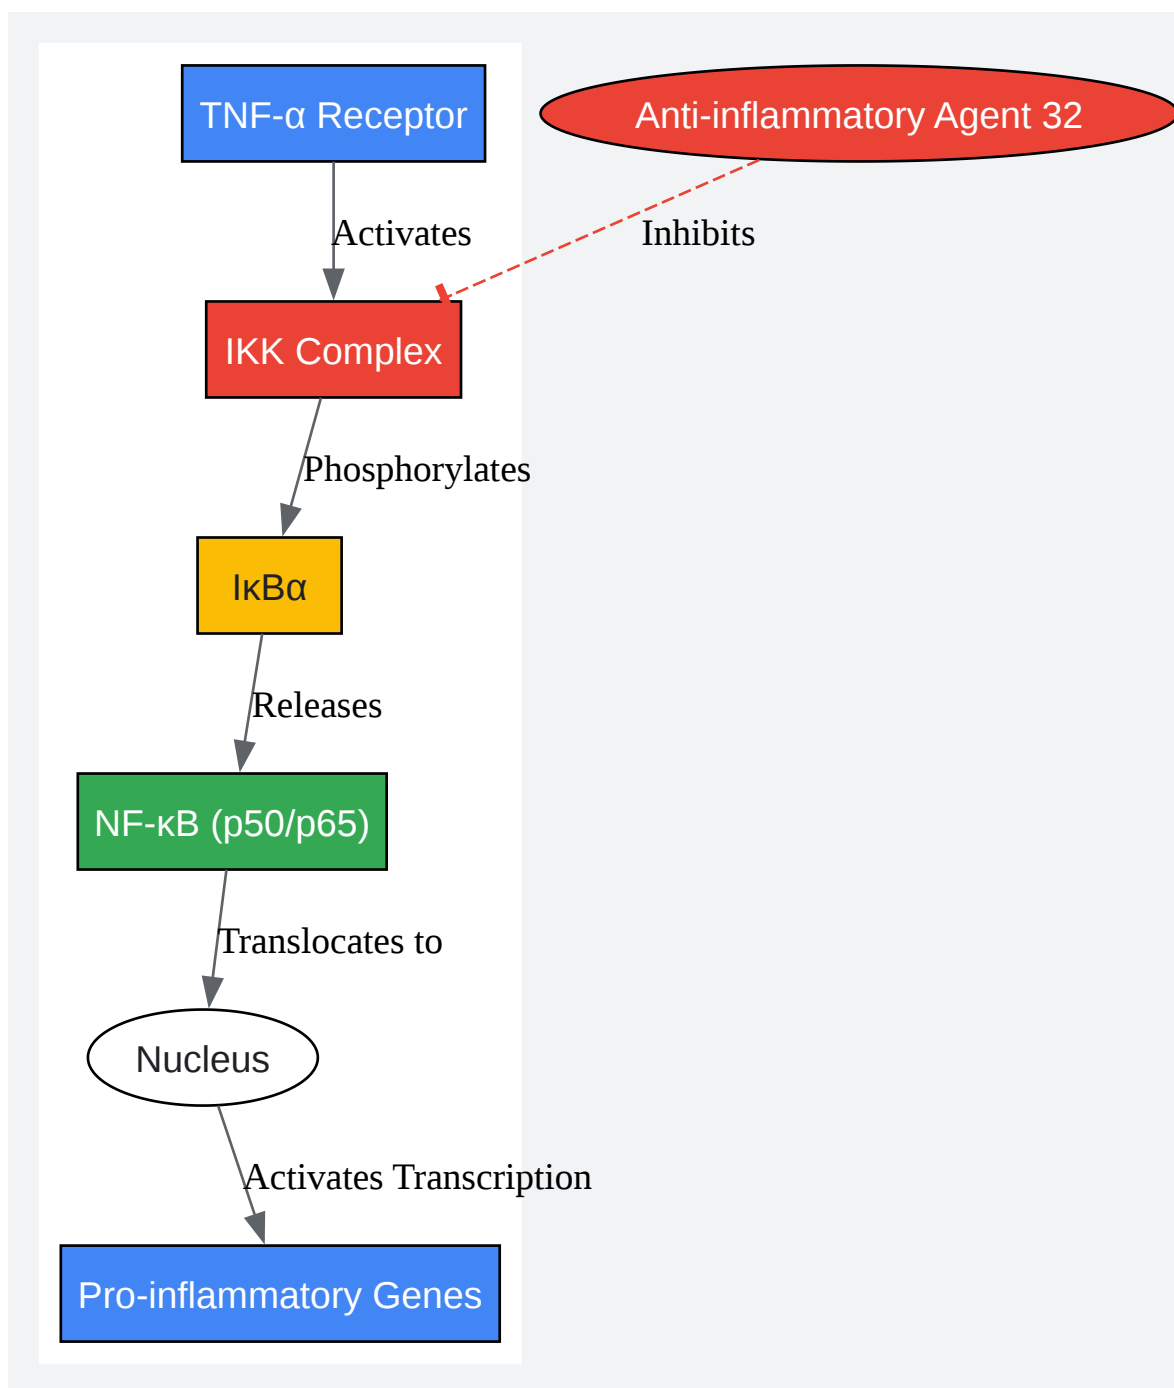 TNF-α Receptor
Anti-inflammatory Agent 32
Activates
Inhibits
IKK Complex
Phosphorylates
IκBα
Releases
NF-κB (p50/p65)
Translocates to
Nucleus
Activates Transcription
Pro-inflammatory Genes